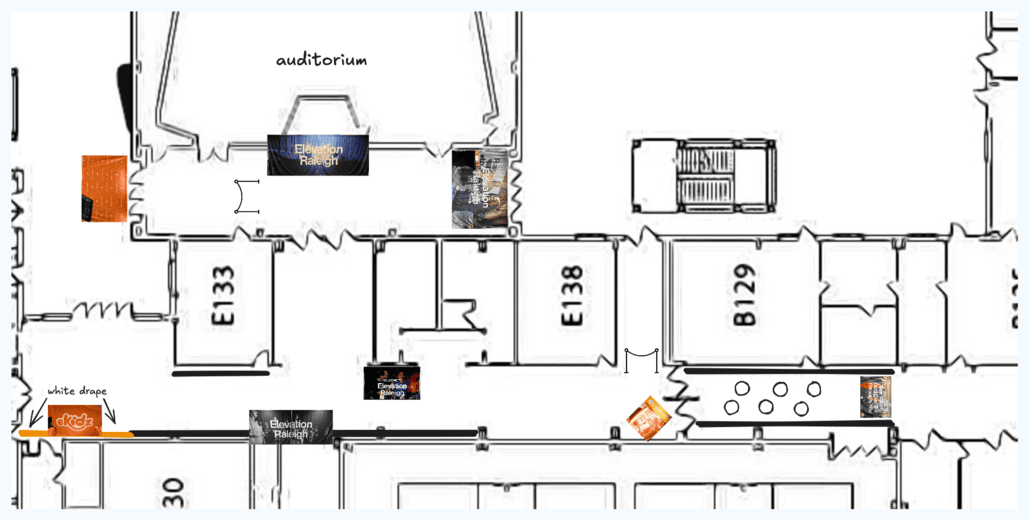 auditorium
Elevation
Raleigh
Elevation
Raleigh
E133
E138
B129
Elevation
Raleigh
white drape
eKidz
Elevation
Raleigh
30